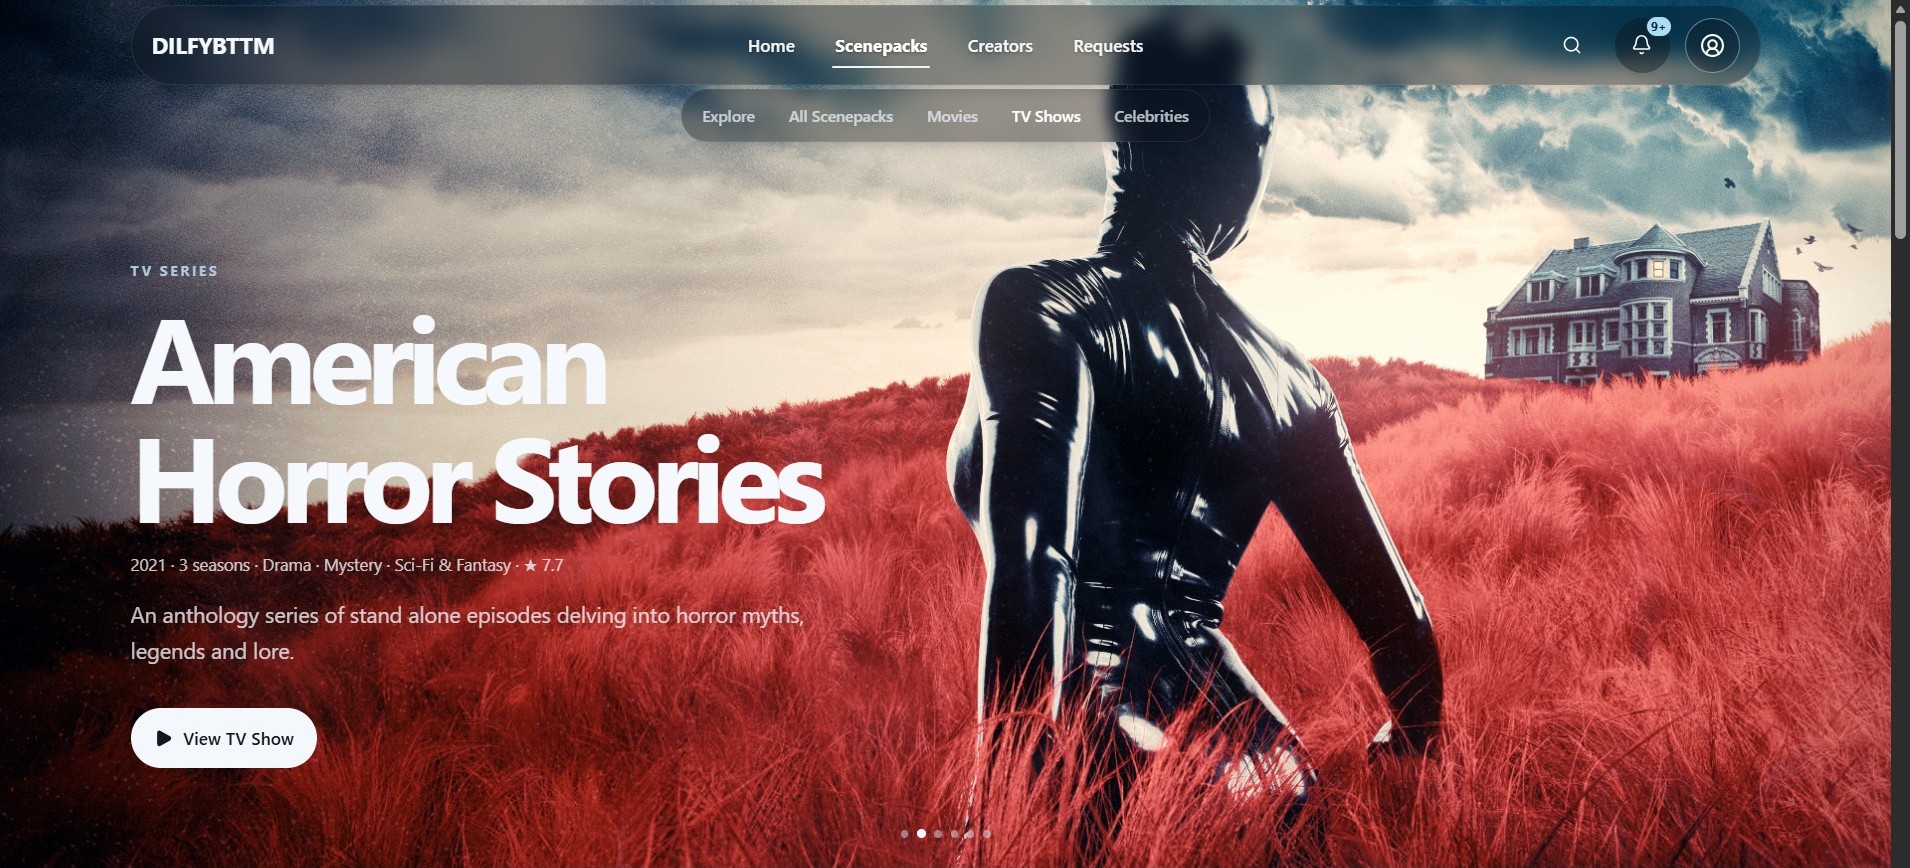 DILFYBTTM
Home Scenepacks Creators Requests
9+
Explore All Scenepacks Movies TV Shows Celebrities
TV SERIES
American
Horror Stories
2021 · 3 seasons · Drama · Mystery · Sci-Fi & Fantasy · ★ 7.7
An anthology series of stand alone episodes delving into horror myths,
legends and lore.
View TV Show